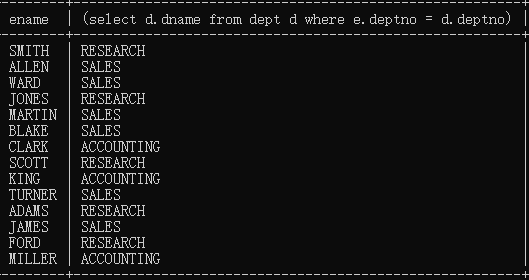 ename | (select d.dname from dept d where e.deptno = d.deptno)
SMITH | RESEARCH
ALLEN | SALES
WARD | SALES
JONES | RESEARCH
MARTIN | SALES
BLAKE | SALES
CLARK | ACCOUNTING
SCOTT | RESEARCH
KING | ACCOUNTING
TURNER | SALES
ADAMS | RESEARCH
JAMES | SALES
FORD | RESEARCH
MILLER | ACCOUNTING